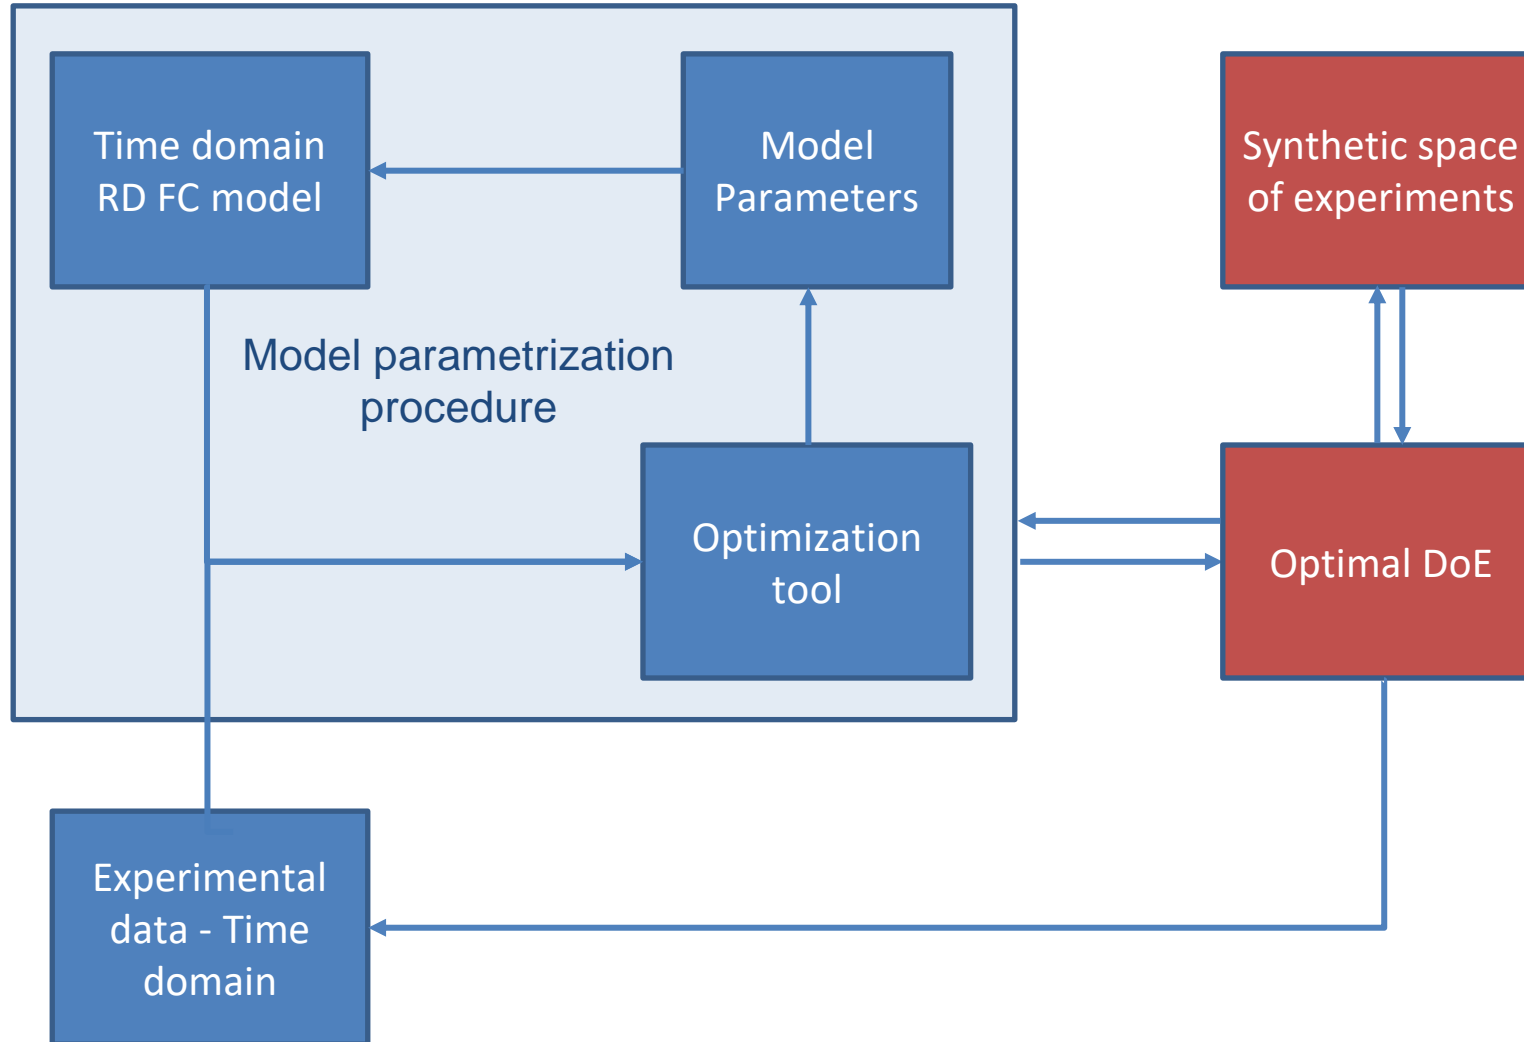 Time domain
RD FC model
Model
Parameters
Synthetic space
of experiments
Model parametrization
procedure
Optimization
tool
Optimal DoE
Experimental
data - Time
domain